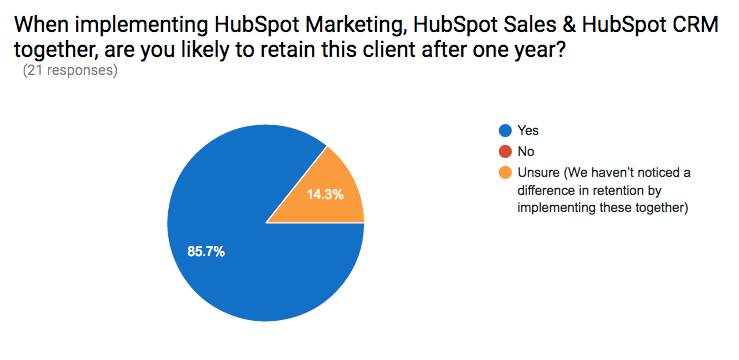 When implementing HubSpot Marketing, HubSpot Sales & HubSpot CRM
together, are you likely to retain this client after one year?
(21 responses)
Yes
No
Unsure (We haven't noticed a
difference in retention by
implementing these together)
14.3%
85.7%